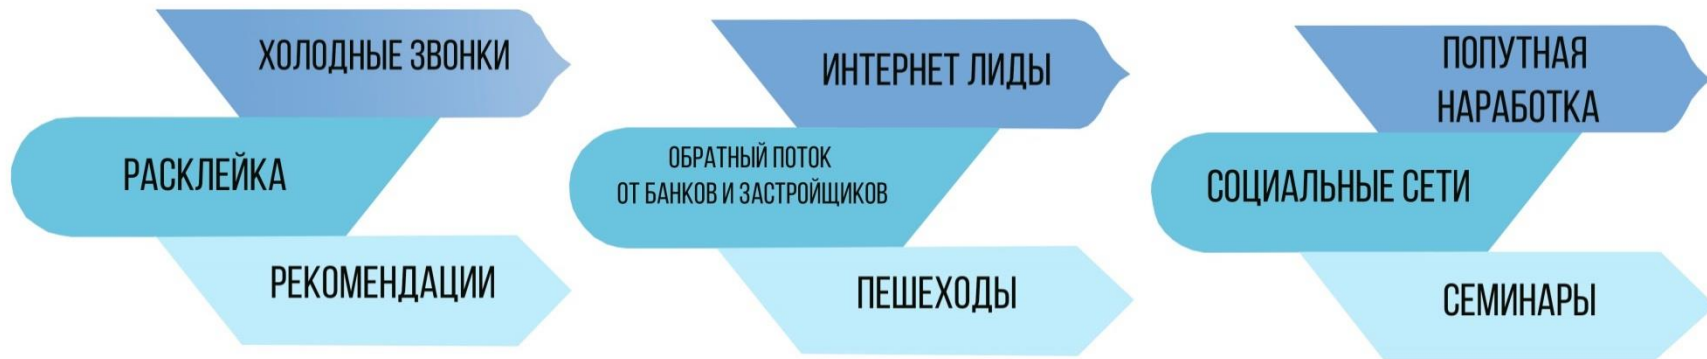 ХОЛОДНЫЕ ЗВОНКИ
РАСКЛЕЙКА
РЕКОМЕНДАЦИИ
ИНТЕРНЕТ ЛИДЫ
ОБРАТНЫЙ ПОТОК
ОТ БАНКОВ И ЗАСТРОЙЩИКОВ
ПЕШЕХОДЫ
ПОПУТНАЯ
НАРАБОТКА
СОЦИАЛЬНЫЕ СЕТИ
СЕМИНАРЫ